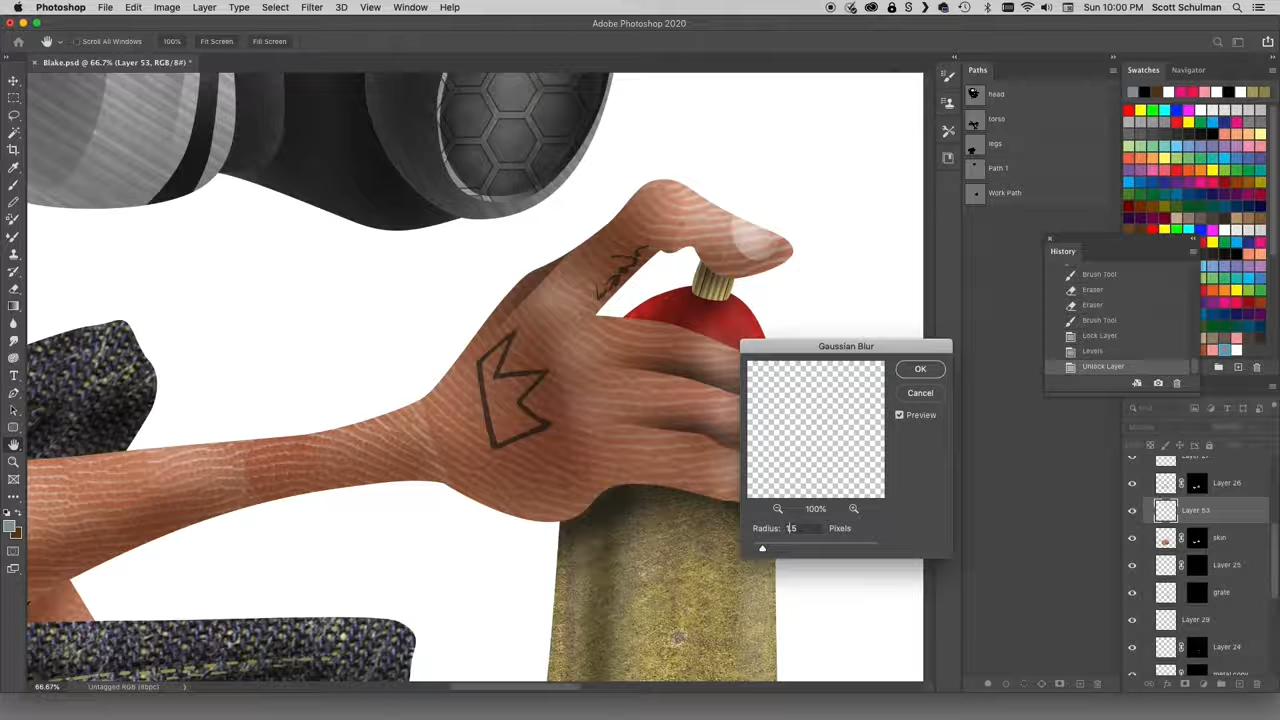 Photoshop File Edit Image Layer Type Select Filter 3D View Window Help Sun 10:00 PM Scott Schulman
Adobe Photoshop 2020
Scroll All Windows 100% Fit Screen Fill Screen
Blake.psd @ 66.7% (Layer 53, RGB/8#) *
Paths
head
torso
legs
Path 1
Work Path
Swatches Navigator
History
Brush Tool
Eraser
Eraser
Brush Tool
Lock Layer
Levels
Unlock Layer
Gaussian Blur
OK
Cancel
Preview
100%
Radius: 15 Pixels
Layer 26
Layer 53
skin
Layer 25
grate
Layer 29
Layer 24
metal copy
66.67% Untagged RGB (8bpc)